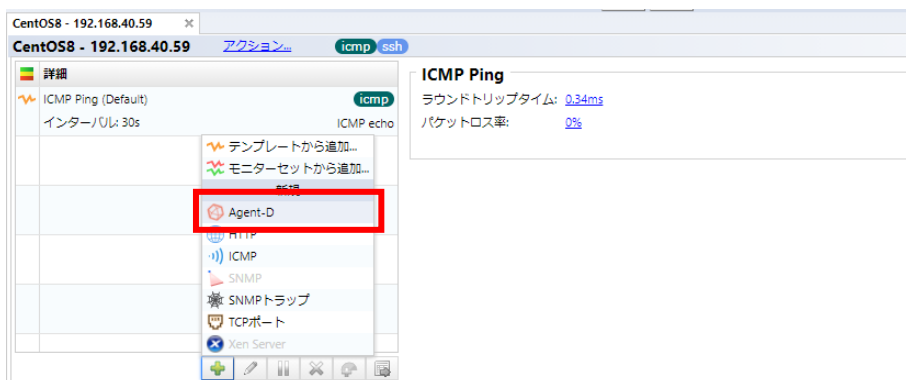 CentOS8 - 192.168.40.59
CentOS8 - 192.168.40.59 アクション... icmp ssh
詳細
ICMP Ping (Default) icmp
インターバル: 30s ICMP echo
ICMP Ping
ラウンドトリップタイム: 0.34ms
パケットロス率: 0%
テンプレートから追加...
モニターセットから追加...
新規
Agent-D
HTTP
ICMP
SNMP
SNMPトラップ
TCPポート
Xen Server